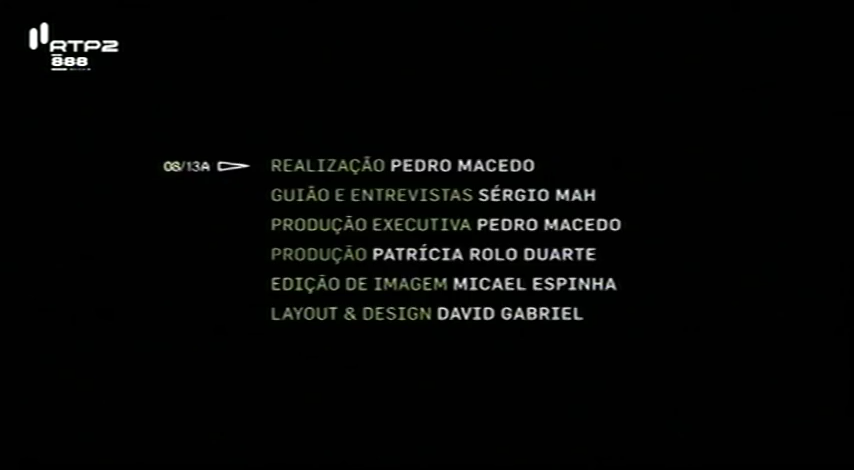 RTP2
888
08/13A REALIZAÇÃO PEDRO MACEDO
GUIÃO E ENTREVISTAS SÉRGIO MAH
PRODUÇÃO EXECUTIVA PEDRO MACEDO
PRODUÇÃO PATRÍCIA ROLO DUARTE
EDIÇÃO DE IMAGEM MICAEL ESPINHA
LAYOUT & DESIGN DAVID GABRIEL